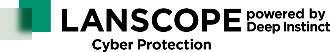 LANSCOPE powered by Deep Instinct
Cyber Protection